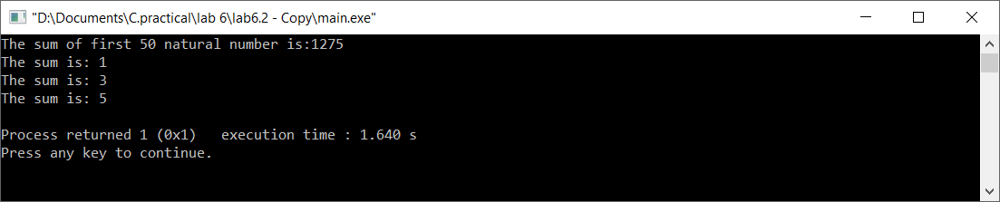 "D:\Documents\C.practical\lab 6\lab6.2 - Copy\main.exe"
The sum of first 50 natural number is:1275
The sum is: 1
The sum is: 3
The sum is: 5
Process returned 1 (0x1)   execution time : 1.640 s
Press any key to continue.